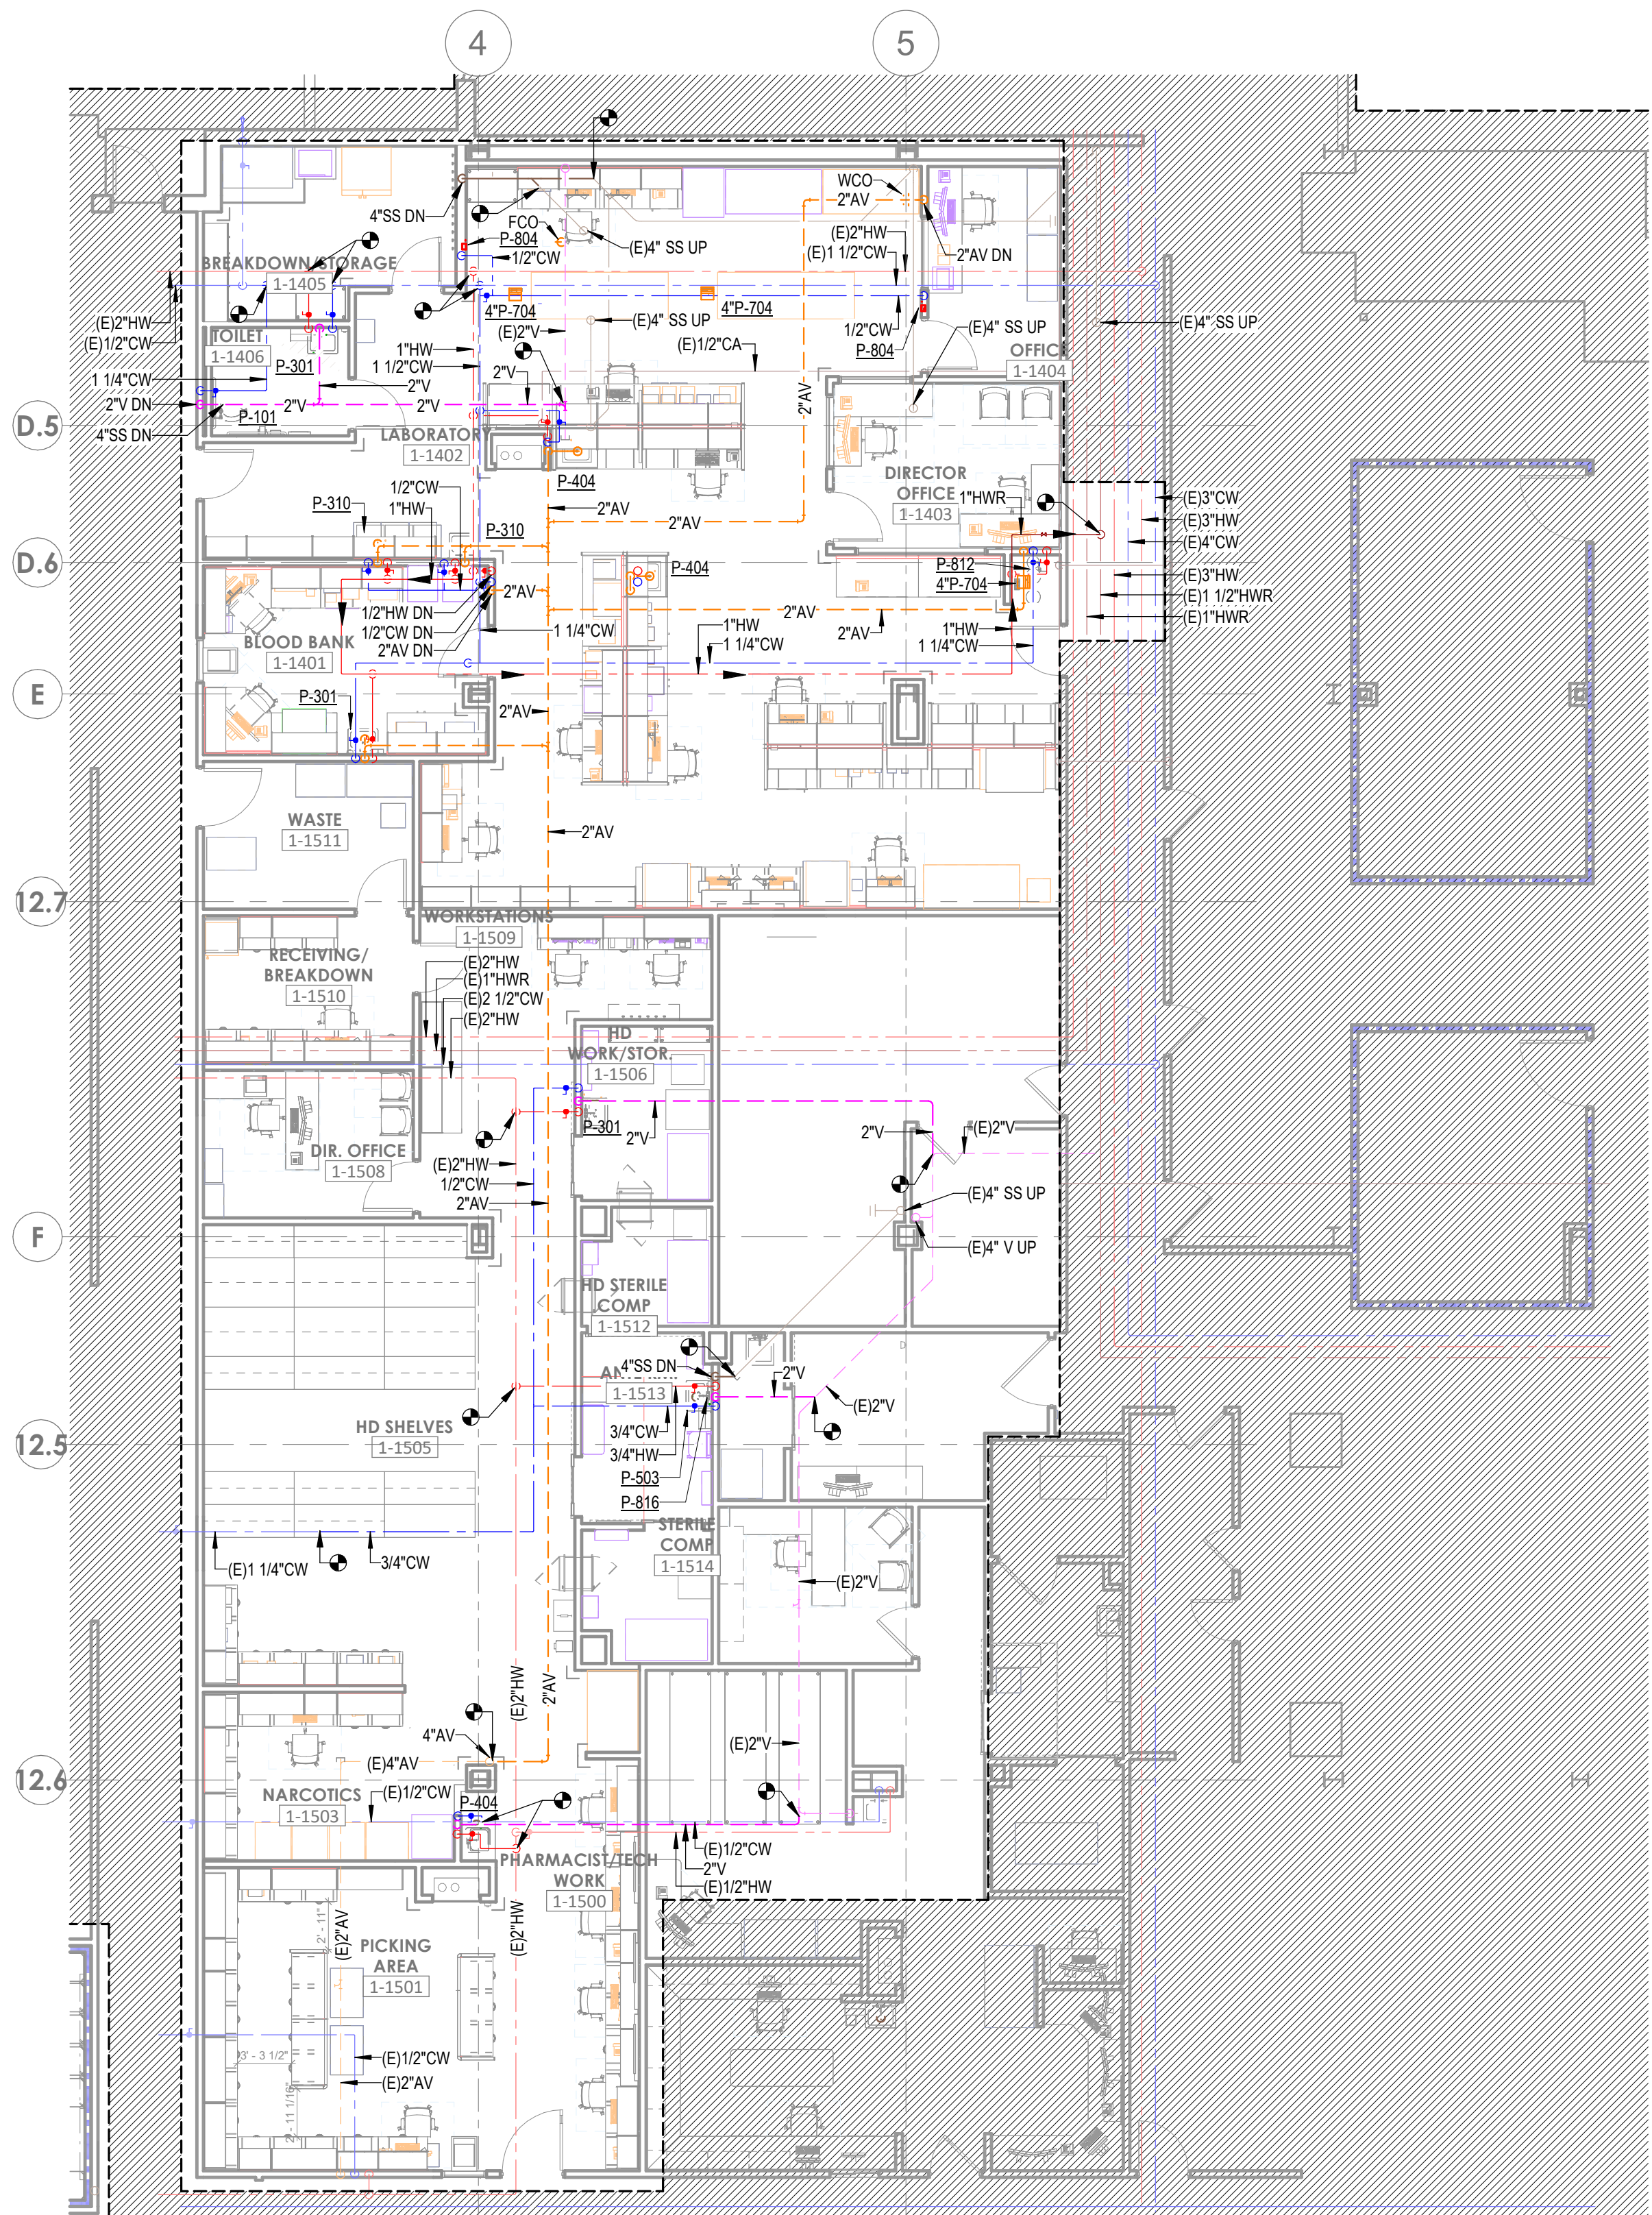 4
5
WCO
2"AV
4"SS DN
FCO
P-804
1/2"CW
(E)4" SS UP
(E)2"HW
(E)1 1/2"CW
2"AV DN
BREAKDOWN/STORAGE
1-1405
(E)2"HW
(E)1/2"CW
4"P-704
(E)2"V
(E)4" SS UP
4"P-704
1/2"CW
P-804
(E)4" SS UP
(E)4" SS UP
TOILET
1-1406
P-301
1"HW
1 1/2"CW
(E)1/2"CA
OFFIC
1-1404
1 1/4"CW
2"V
2"V
2"V DN
2"V
2"V
2"AV
4"SS DN
P-101
D.5
LABORATORY
1-1402
P-404
DIRECTOR
OFFICE
1-1403
1"HWR
(E)3"CW
(E)3"HW
(E)4"CW
1/2"CW
1"HW
P-310
P-310
2"AV
2"AV
D.6
P-404
P-812
4"P-704
(E)3"HW
(E)1 1/2"HWR
(E)1"HWR
2"AV
1/2"HW DN
1/2"CW DN
2"AV DN
2"AV
2"AV
1 1/4"CW
1"HW
1 1/4"CW
1"HW
1 1/4"CW
BLOOD BANK
1-1401
E
P-301
2"AV
WASTE
1-1511
2"AV
12.7
WORKSTATIONS
1-1509
RECEIVING/
BREAKDOWN
1-1510
(E)2"HW
(E)1"HWR
(E)2 1/2"CW
(E)2"HW
HD
WORK/STOR.
1-1506
P-301
2"V
2"V
(E)2"V
DIR. OFFICE
1-1508
(E)2"HW
1/2"CW
2"AV
(E)4" SS UP
F
(E)4" V UP
HD STERILE
COMP
1-1512
4"SS DN
1-1513
2"V
(E)2"V
HD SHELVES
1-1505
3/4"CW
3/4"HW
12.5
P-503
P-816
STERILE
COMP
1-1514
(E)1 1/4"CW
3/4"CW
(E)2"V
(E)2"HW
2"AV
4"AV
(E)4"AV
(E)2"V
12.6
NARCOTICS
1-1503
(E)1/2"CW
P-404
(E)1/2"CW
2"V
(E)1/2"HW
PHARMACIST/TECH
WORK
1-1500
2' - 11"
(E)2"AV
(E)2"HW
PICKING
AREA
1-1501
3' - 3 1/2"
(E)1/2"CW
(E)2"AV
2' - 11 1/16"